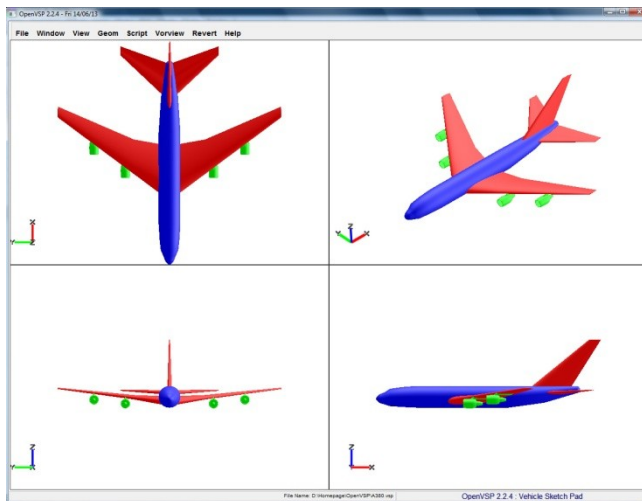 OpenVSP 2.2.4 - Fri 14/06/13
File Window View Geom Script Vorview Revert Help
X
Y Z
Z
Y X
Z
Y X
Z
Y X
File Name: D:\Homepage\OpenVSP\A380.vsp
OpenVSP 2.2.4 : Vehicle Sketch Pad